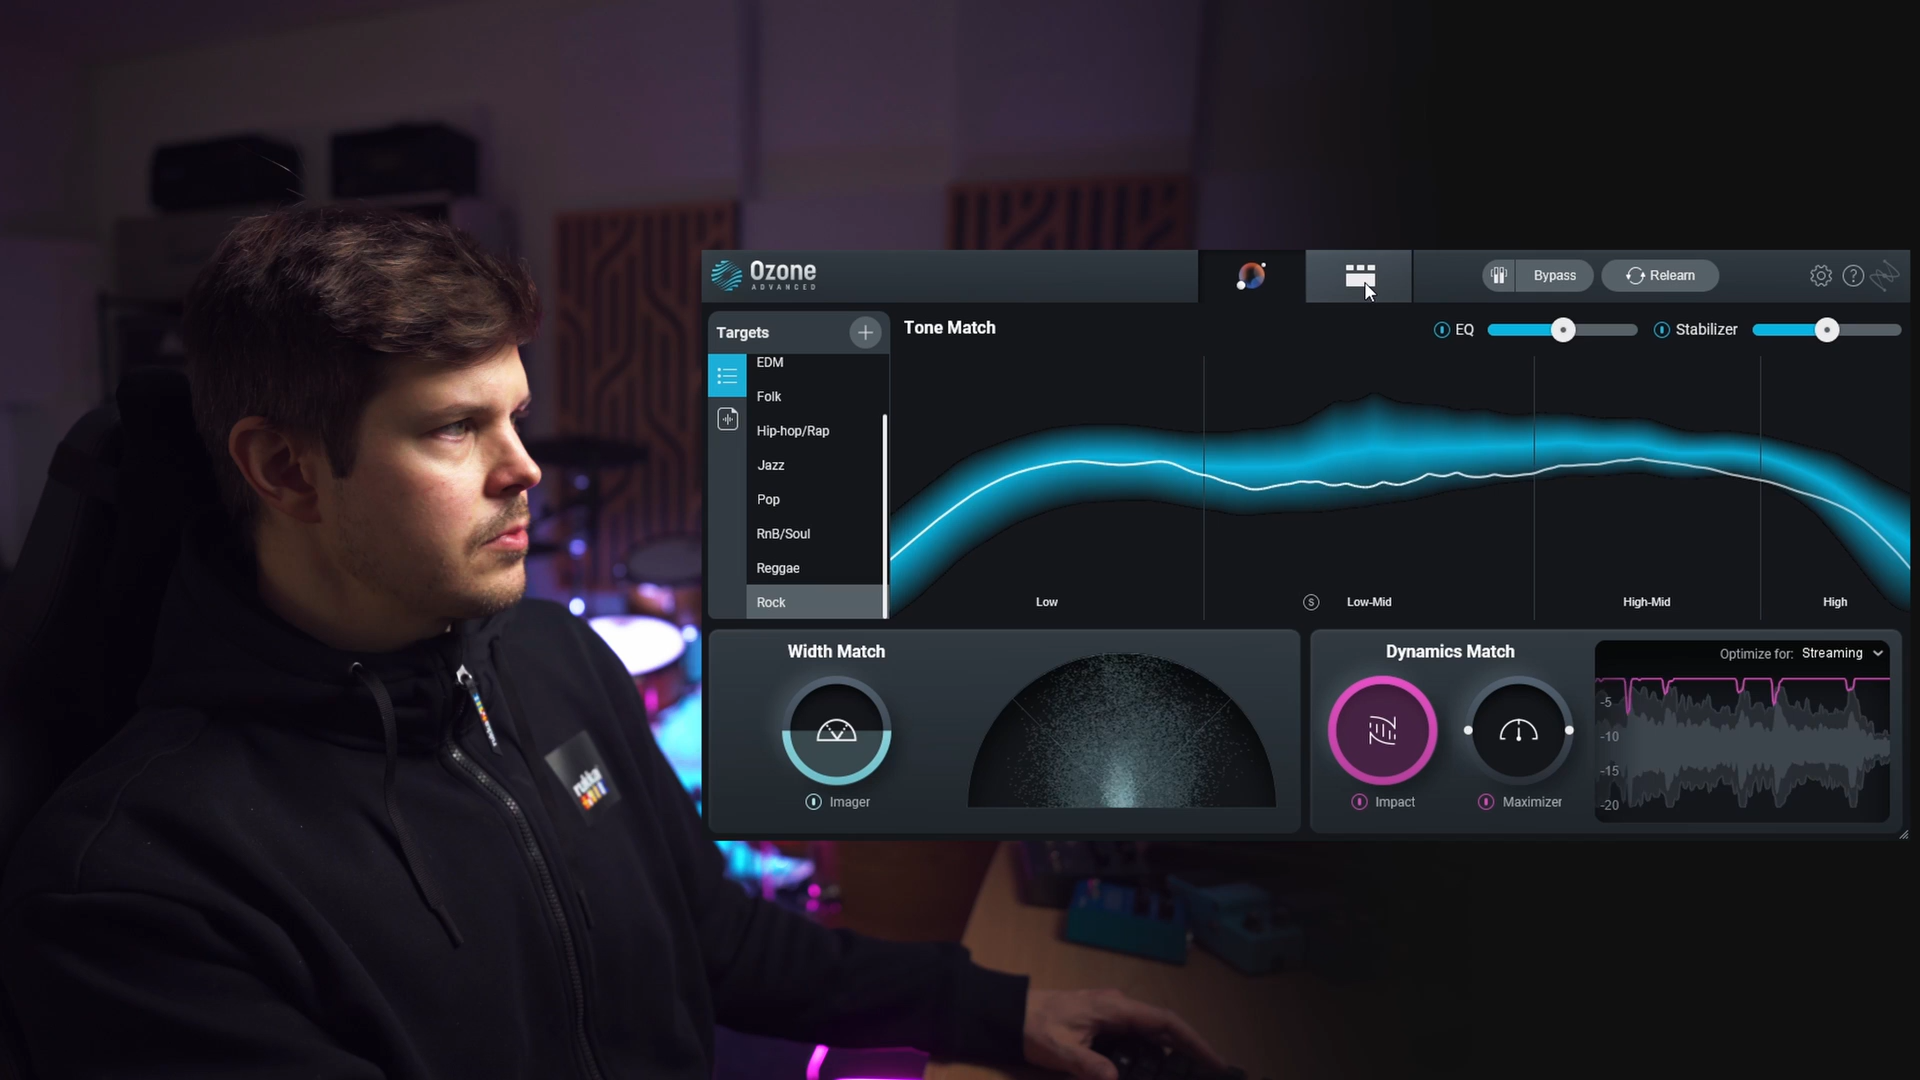 Ozone
ADVANCED
Bypass
Relearn
Targets
Tone Match
EQ
Stabilizer
EDM
Folk
Hip-hop/Rap
Jazz
Pop
RnB/Soul
Reggae
Rock
Low
S
Low-Mid
High-Mid
High
Width Match
Imager
Dynamics Match
Impact
Maximizer
Optimize for: Streaming
-5
-10
-15
-20
rukka